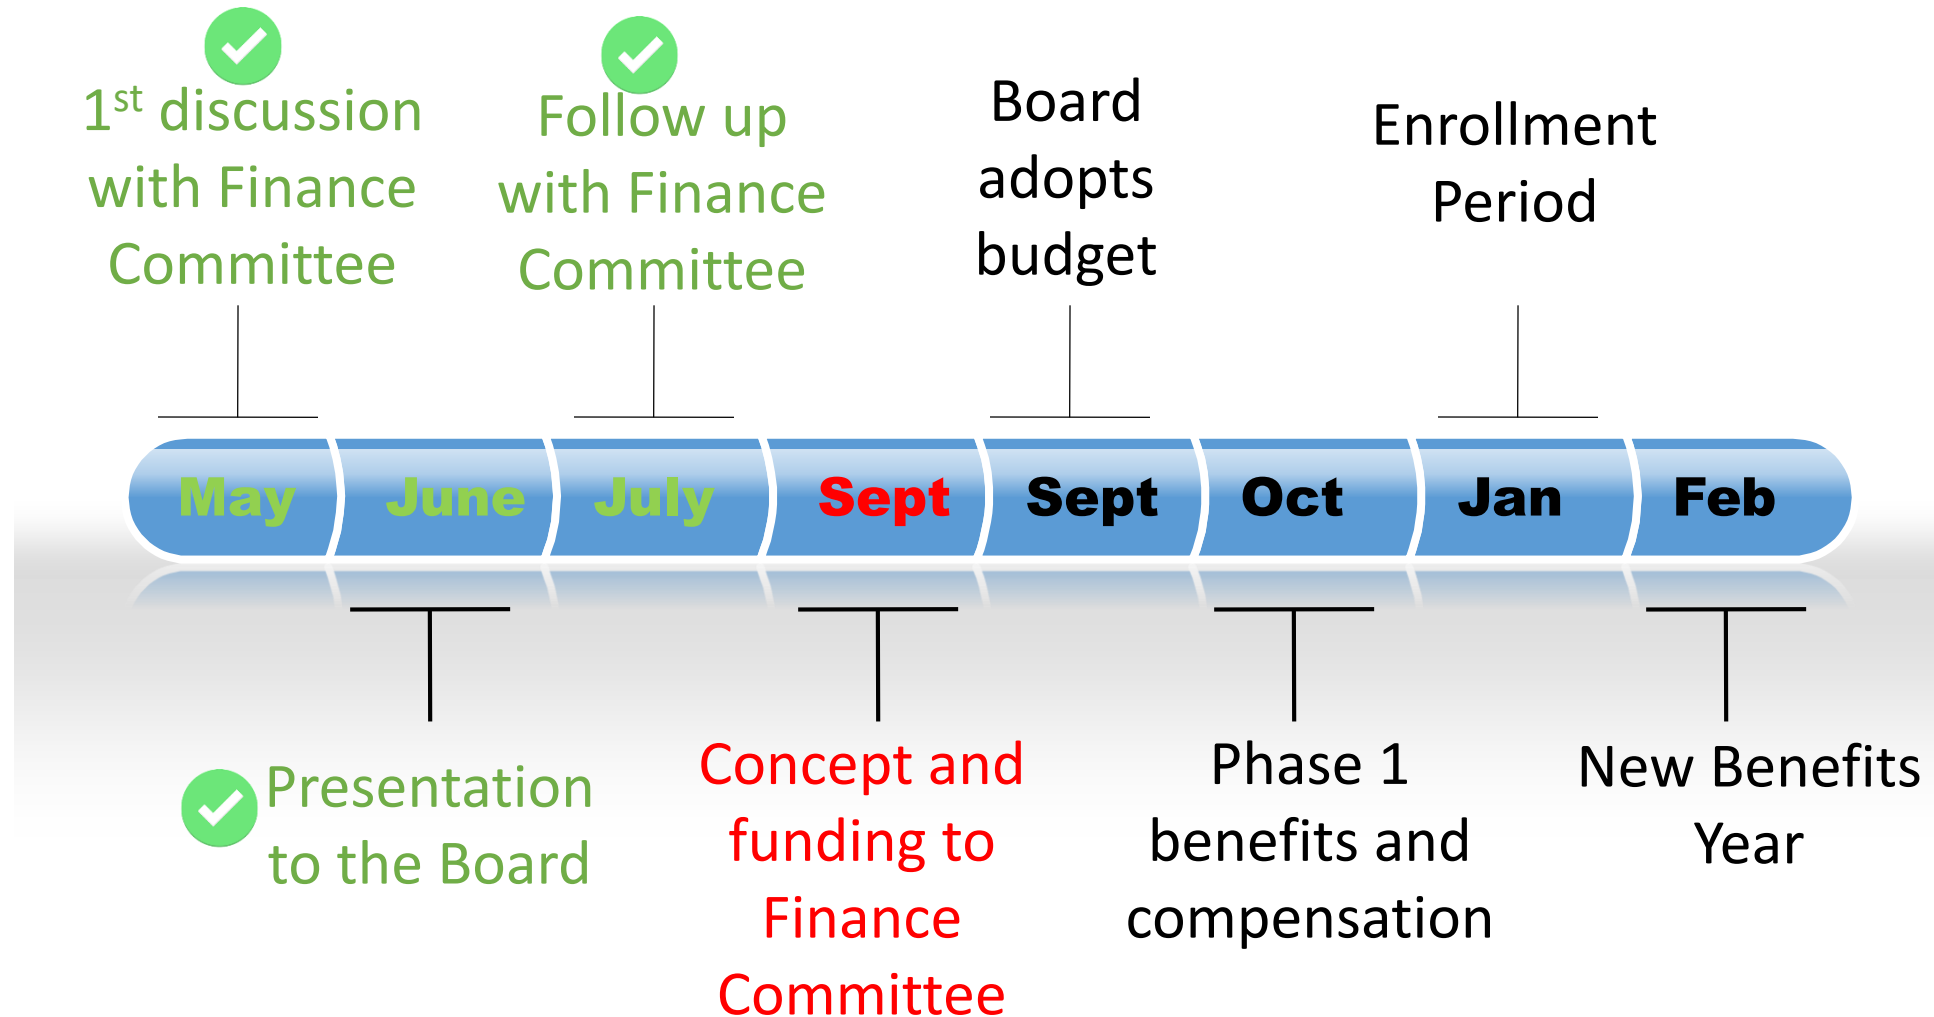 1st discussion
with Finance
Committee
Follow up
with Finance
Committee
Board
adopts
budget
Enrollment
Period
May
June
July
Sept
Sept
Oct
Jan
Feb
Presentation
to the Board
Concept and
funding to
Finance
Committee
Phase 1
benefits and
compensation
New Benefits
Year